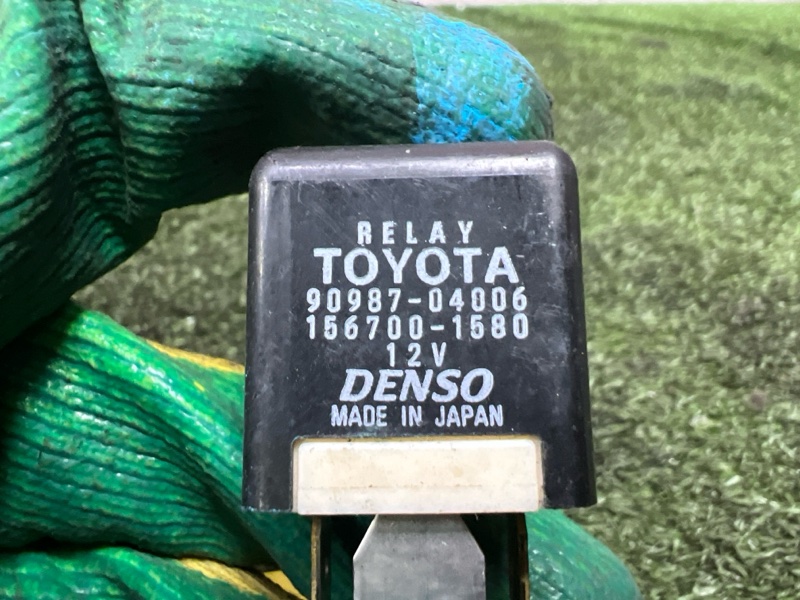 RELAY
TOYOTA
90987-04006
156700-1580
12V
DENSO
MADE IN JAPAN